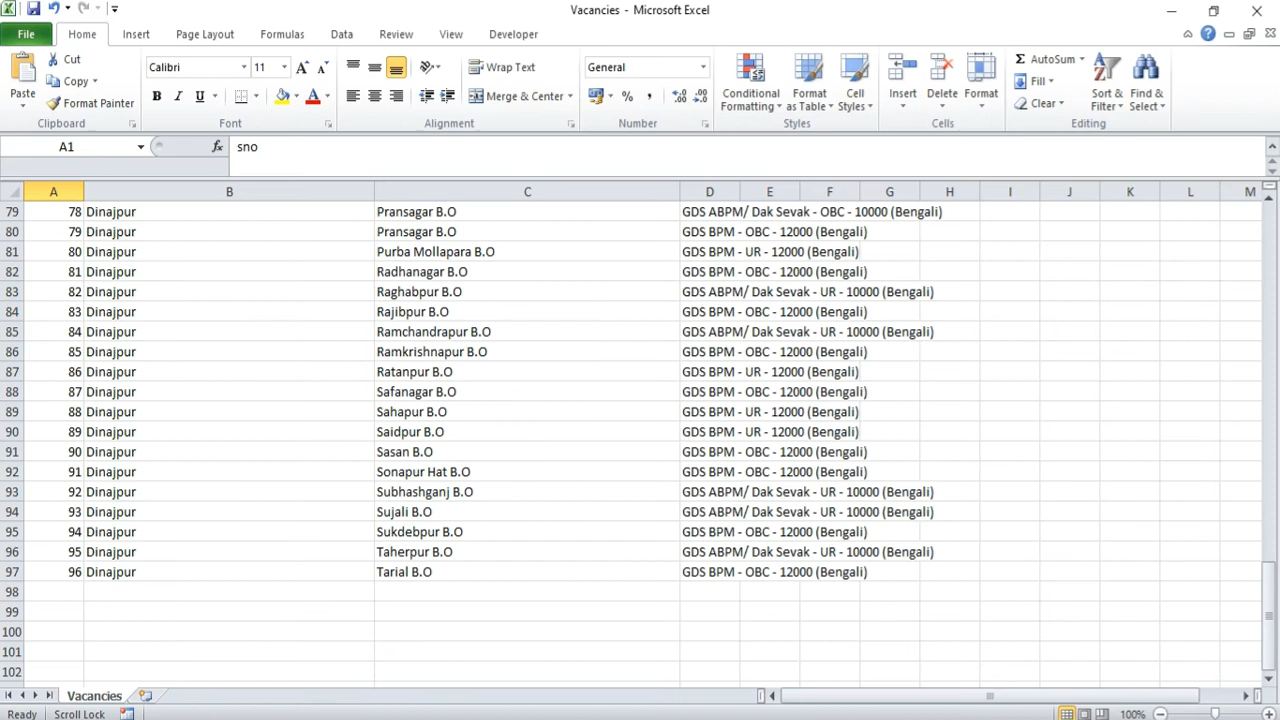 Vacancies - Microsoft Excel
File Home Insert Page Layout Formulas Data Review View Developer
Cut
Copy
Format Painter
Paste
Clipboard
Calibri 11
B I U
Font
Wrap Text
Merge & Center
Alignment
General
Number
Conditional Formatting
Format as Table
Cell Styles
Styles
Insert Delete Format
Cells
AutoSum
Fill
Clear
Sort & Filter
Find & Select
Editing
A1 fx sno
A B C D E F G H I J K L M
79 78 Dinajpur Pransagar B.O GDS ABPM/ Dak Sevak - OBC - 10000 (Bengali)
80 79 Dinajpur Pransagar B.O GDS BPM - OBC - 12000 (Bengali)
81 80 Dinajpur Purba Mollapara B.O GDS BPM - UR - 12000 (Bengali)
82 81 Dinajpur Radhanagar B.O GDS BPM - OBC - 12000 (Bengali)
83 82 Dinajpur Raghabpur B.O GDS ABPM/ Dak Sevak - UR - 10000 (Bengali)
84 83 Dinajpur Rajibpur B.O GDS BPM - OBC - 12000 (Bengali)
85 84 Dinajpur Ramchandrapur B.O GDS ABPM/ Dak Sevak - UR - 10000 (Bengali)
86 85 Dinajpur Ramkrishnapur B.O GDS BPM - OBC - 12000 (Bengali)
87 86 Dinajpur Ratanpur B.O GDS BPM - UR - 12000 (Bengali)
88 87 Dinajpur Safanagar B.O GDS BPM - OBC - 12000 (Bengali)
89 88 Dinajpur Sahapur B.O GDS BPM - UR - 12000 (Bengali)
90 89 Dinajpur Saidpur B.O GDS BPM - UR - 12000 (Bengali)
91 90 Dinajpur Sasan B.O GDS BPM - OBC - 12000 (Bengali)
92 91 Dinajpur Sonapur Hat B.O GDS BPM - OBC - 12000 (Bengali)
93 92 Dinajpur Subhashganj B.O GDS ABPM/ Dak Sevak - UR - 10000 (Bengali)
94 93 Dinajpur Sujali B.O GDS ABPM/ Dak Sevak - UR - 10000 (Bengali)
95 94 Dinajpur Sukdebpur B.O GDS BPM - OBC - 12000 (Bengali)
96 95 Dinajpur Taherpur B.O GDS ABPM/ Dak Sevak - UR - 10000 (Bengali)
97 96 Dinajpur Tarial B.O GDS BPM - OBC - 12000 (Bengali)
98
99
100
101
102
Vacancies
Ready Scroll Lock 100%